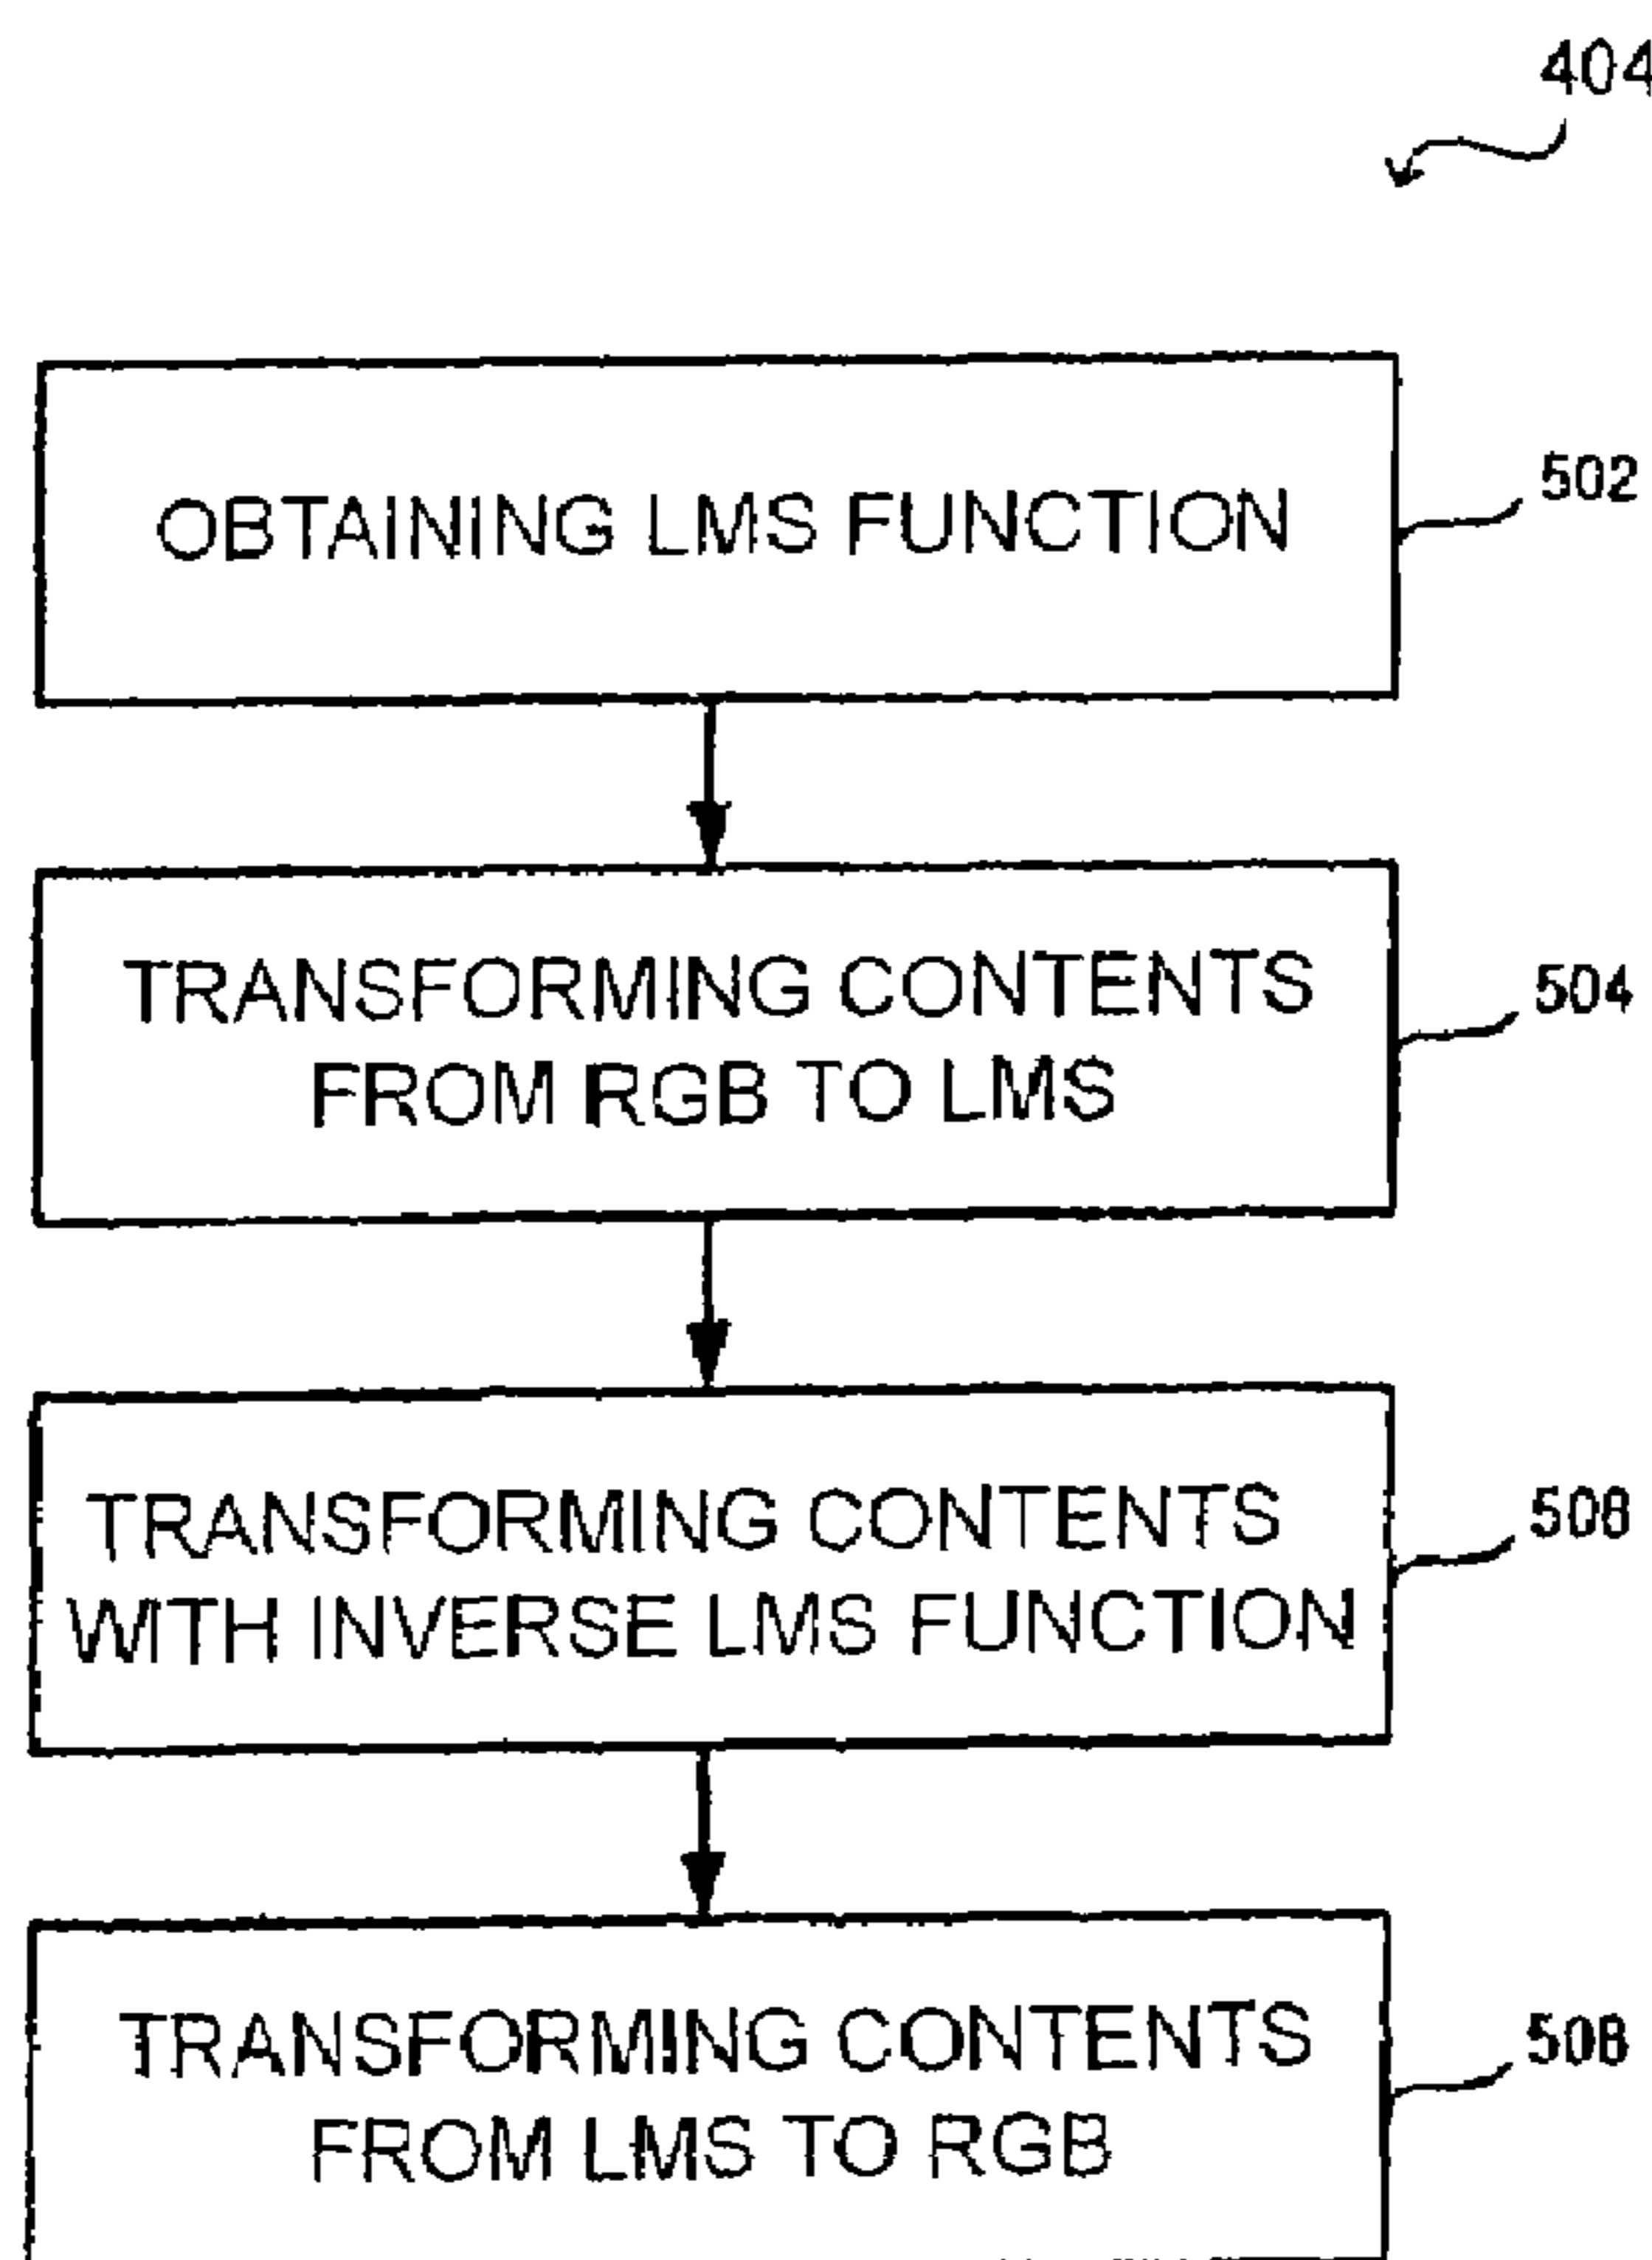 404
OBTAINING LMS FUNCTION
502
TRANSFORMING CONTENTS
FROM RGB TO LMS
504
TRANSFORMING CONTENTS
WITH INVERSE LMS FUNCTION
508
TRANSFORMING CONTENTS
FROM LMS TO RGB
508